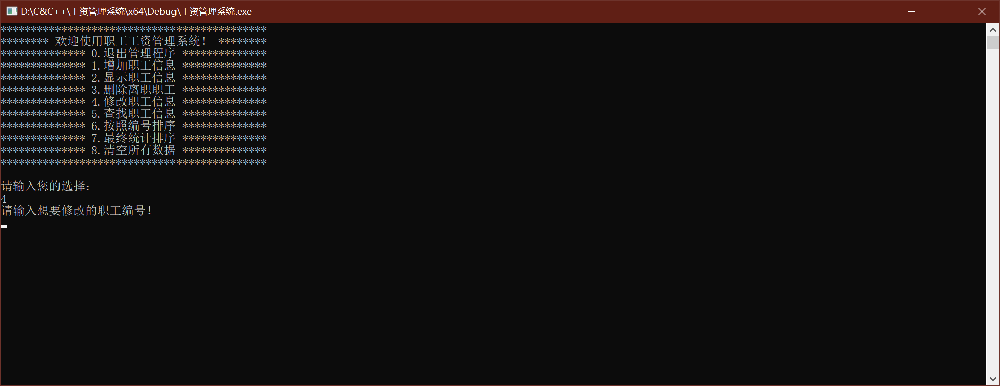 D:\C&C++\工资管理系统\x64\Debug\工资管理系统.exe
********************************************
******** 欢迎使用职工工资管理系统！ ********
************** 0.退出管理程序 **************
************** 1.增加职工信息 **************
************** 2.显示职工信息 **************
************** 3.删除离职职工 **************
************** 4.修改职工信息 **************
************** 5.查找职工信息 **************
************** 6.按照编号排序 **************
************** 7.最终统计排序 **************
************** 8.清空所有数据 **************
********************************************
请输入您的选择：
4
请输入想要修改的职工编号！